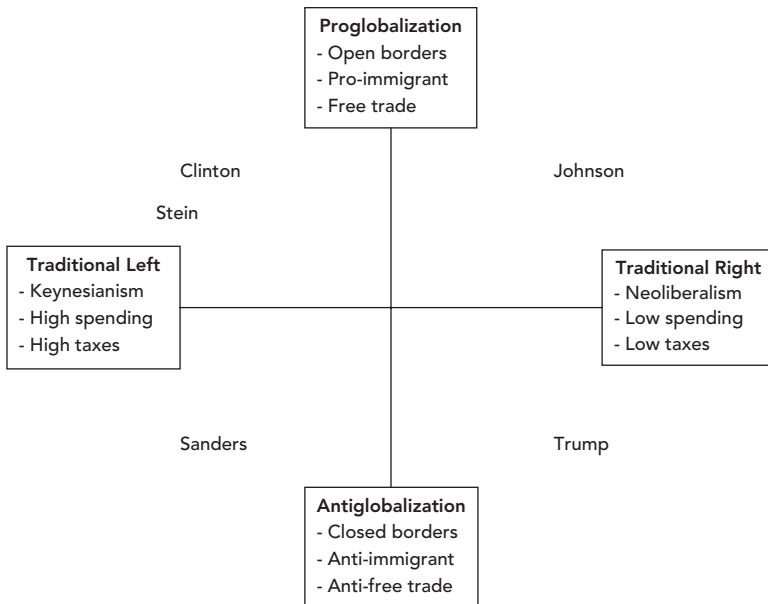 Proglobalization
- Open borders
- Pro-immigrant
- Free trade
Clinton
Johnson
Stein
Traditional Left
- Keynesianism
- High spending
- High taxes
Traditional Right
- Neoliberalism
- Low spending
- Low taxes
Sanders
Trump
Antiglobalization
- Closed borders
- Anti-immigrant
- Anti-free trade